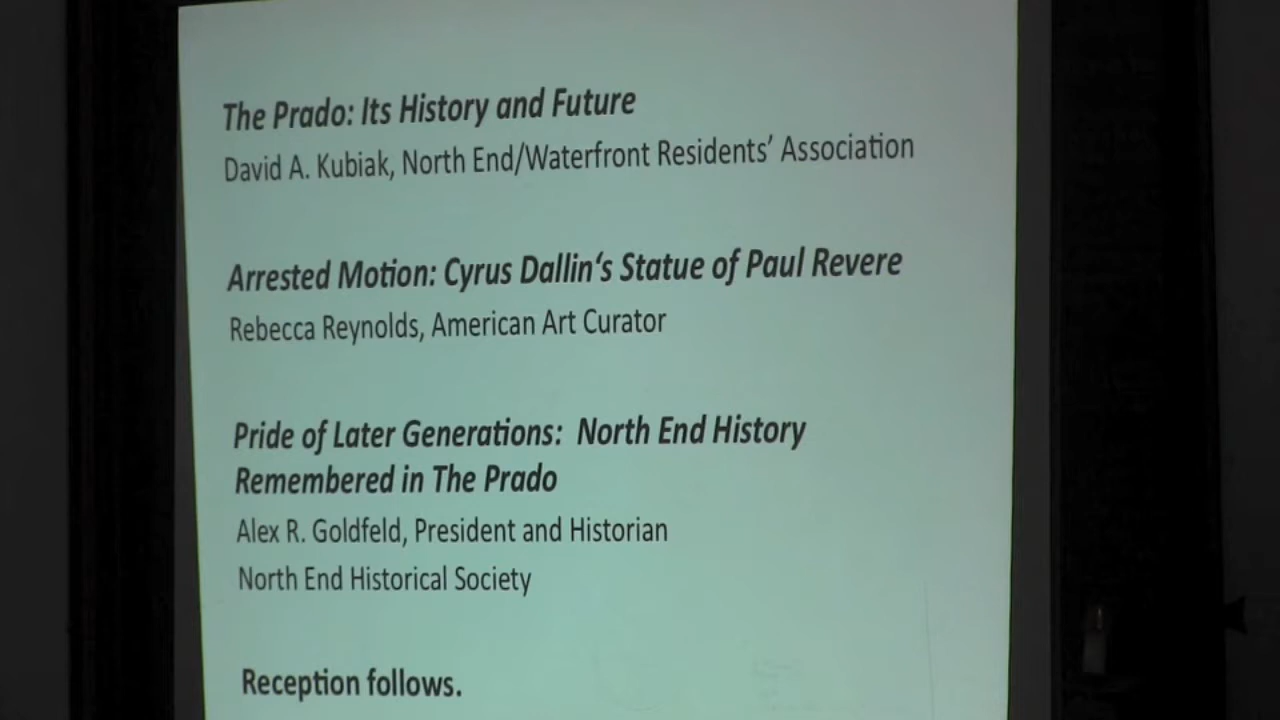 The Prado: Its History and Future
David A. Kubiak, North End/Waterfront Residents' Association
Arrested Motion: Cyrus Dallin‘s Statue of Paul Revere
Rebecca Reynolds, American Art Curator
Pride of Later Generations:  North End History
Remembered in The Prado
Alex R. Goldfeld, President and Historian
North End Historical Society
Reception follows.